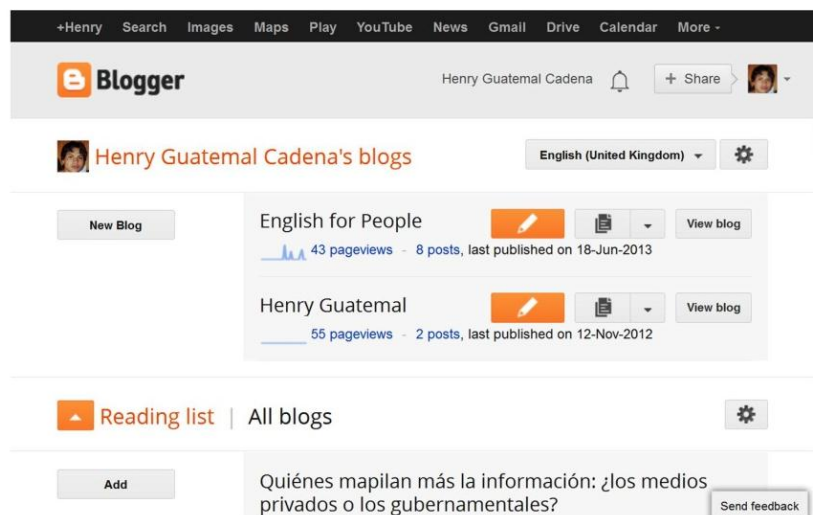 +Henry Search Images Maps Play YouTube News Gmail Drive Calendar More
Blogger
Henry Guatemal Cadena
+ Share
Henry Guatemal Cadena's blogs
English (United Kingdom)
New Blog
English for People
View blog
43 pageviews - 8 posts, last published on 18-Jun-2013
Henry Guatemal
View blog
55 pageviews - 2 posts, last published on 12-Nov-2012
Reading list | All blogs
Add
Quiénes mapilan más la información: ¿los medios
privados o los gubernamentales?
Send feedback